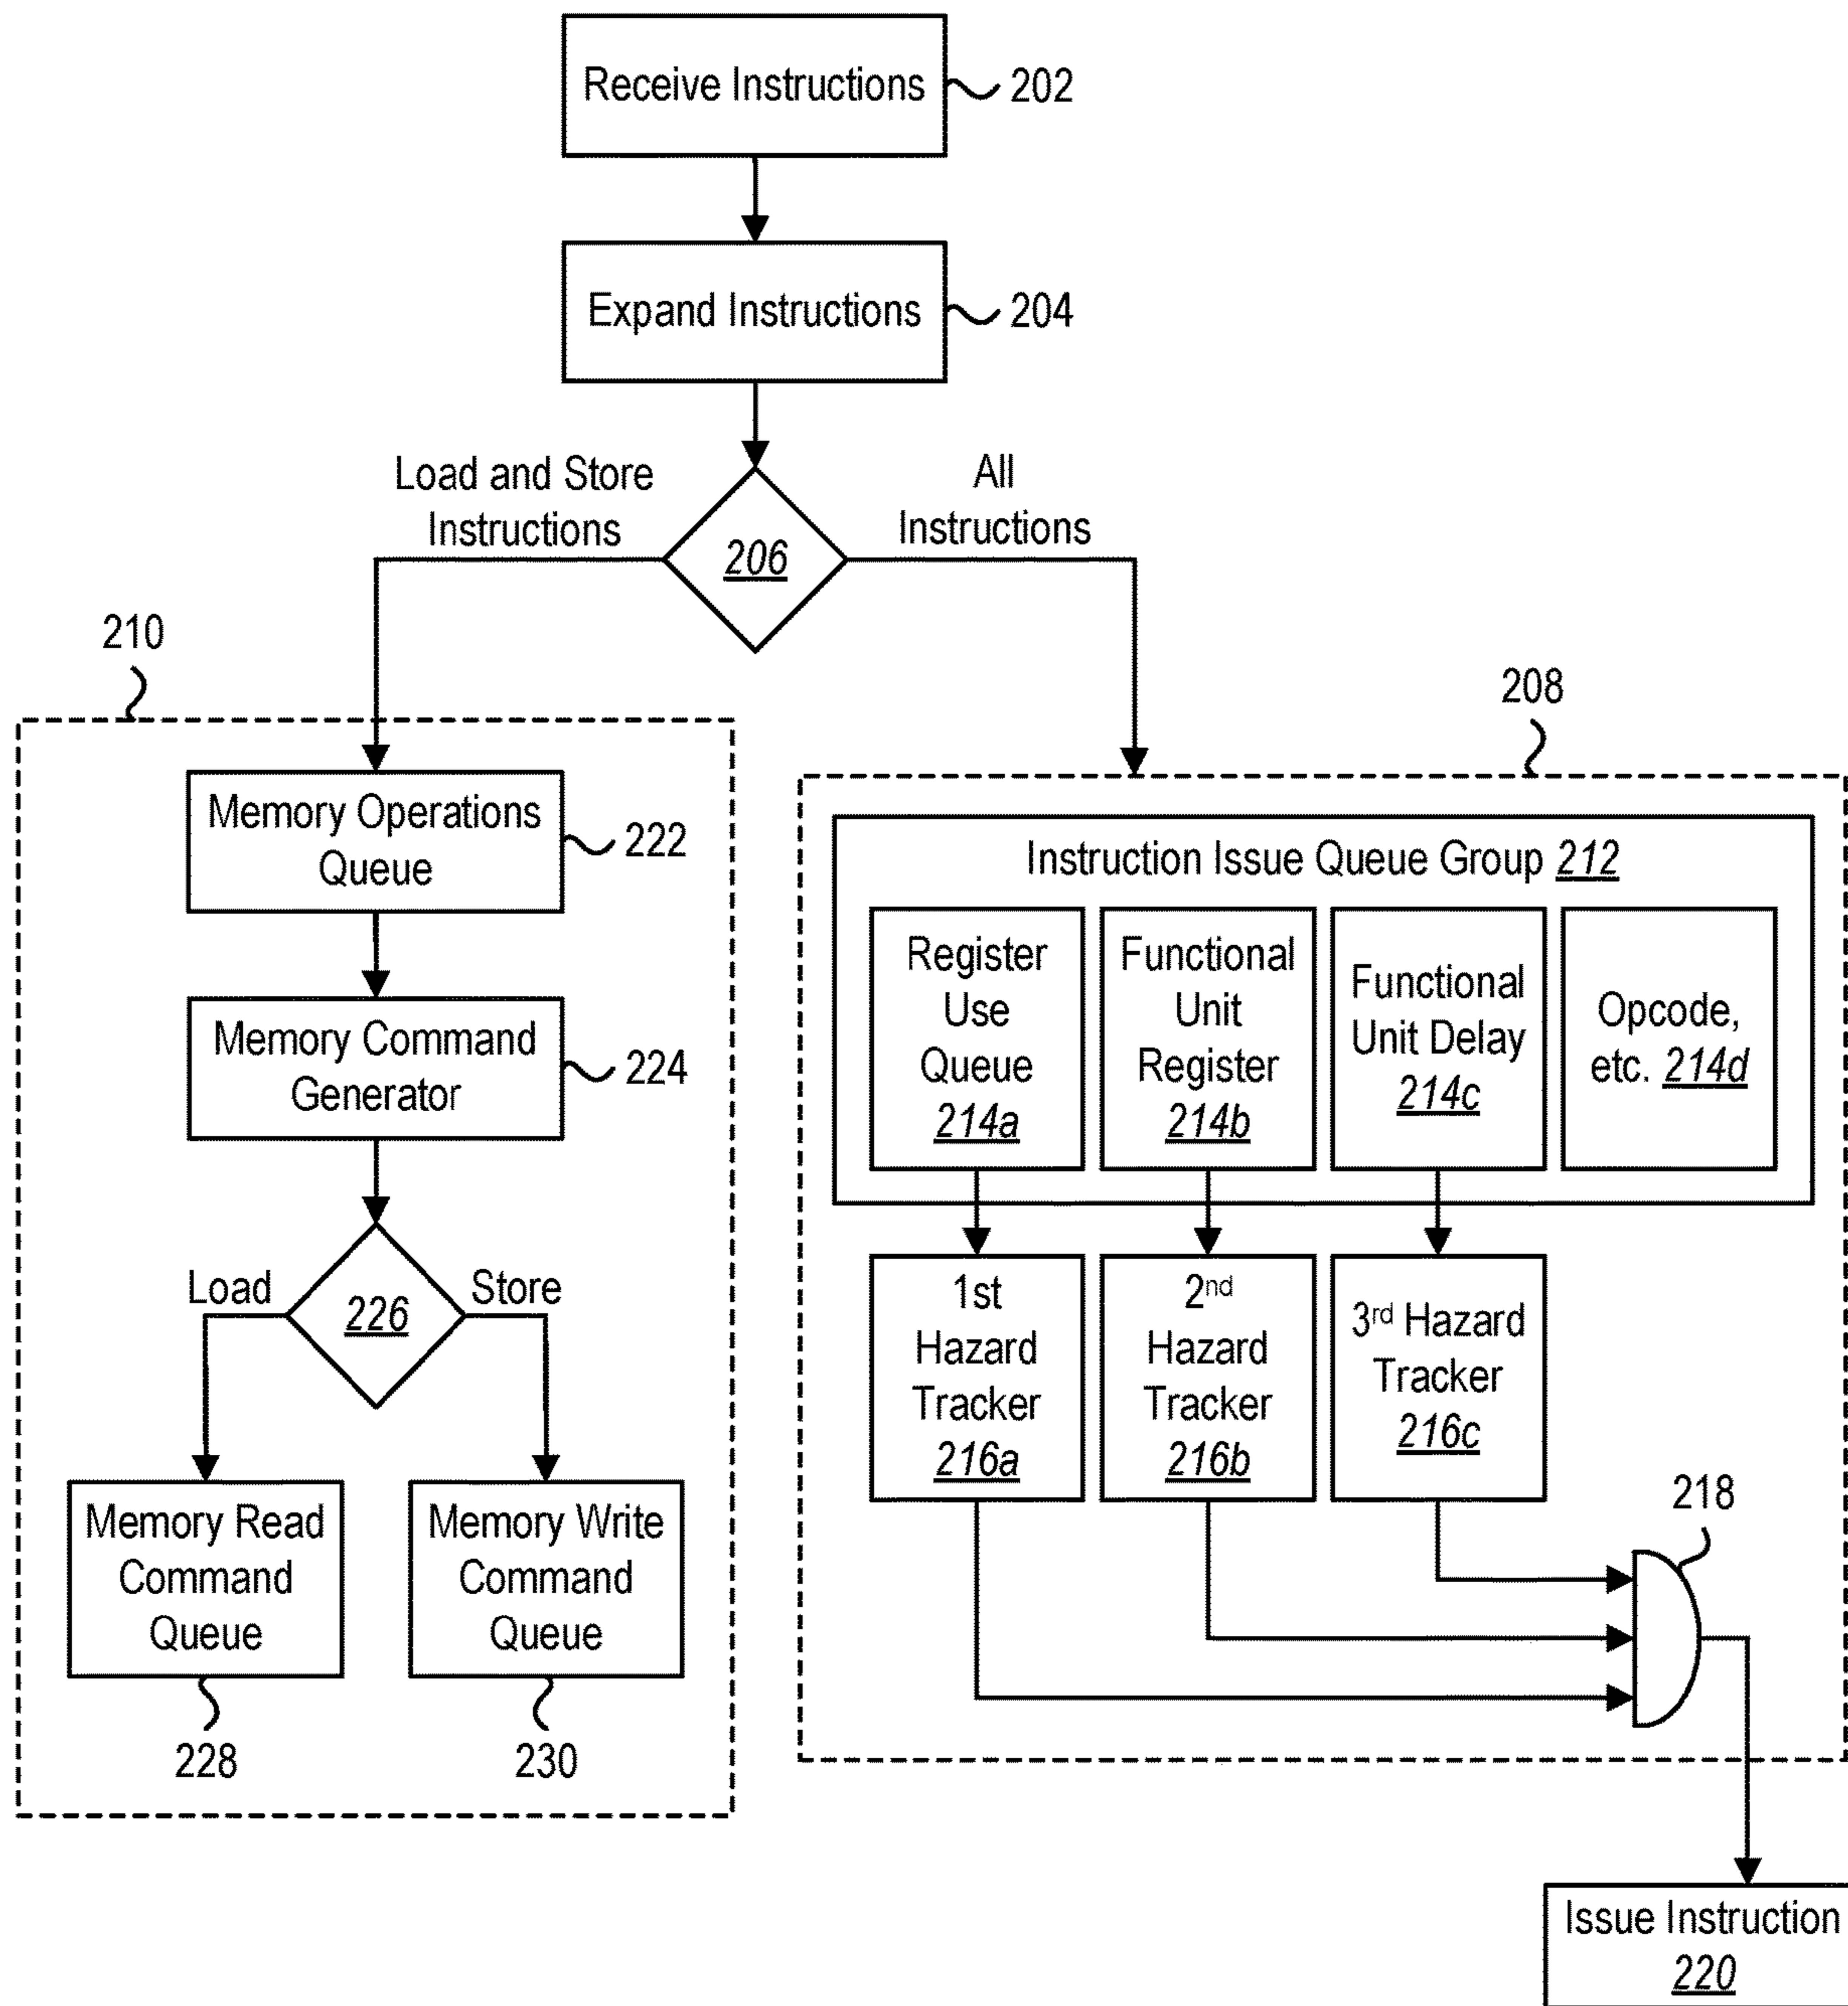 Receive Instructions
202
Expand Instructions
204
Load and Store
Instructions
All
Instructions
206
210
208
Memory Operations
Queue
222
Memory Command
Generator
224
Load
226
Store
Memory Read
Command
Queue
Memory Write
Command
Queue
228
230
Instruction Issue Queue Group 212
Register
Use
Queue
214a
Functional
Unit
Register
214b
Functional
Unit Delay
214c
Opcode,
etc. 214d
1st
Hazard
Tracker
216a
2nd
Hazard
Tracker
216b
3rd Hazard
Tracker
216c
218
Issue Instruction
220